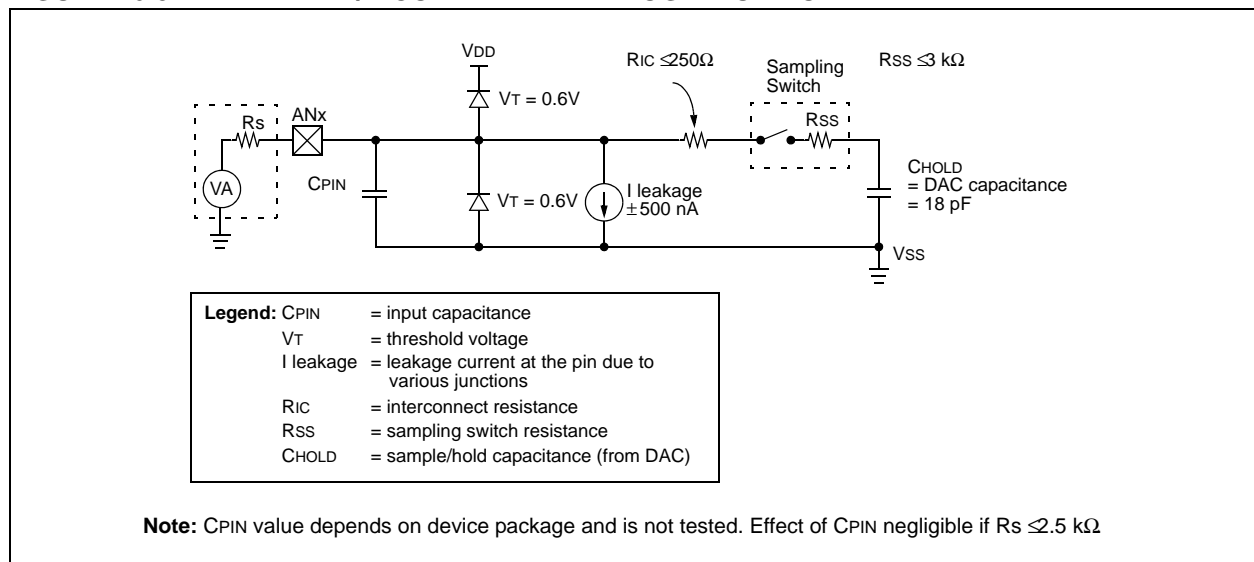 VDD
RIC ≤250Ω
Sampling
Switch
RSS ≤3 kΩ
VT = 0.6V
Rs
ANx
RSS
VA
CPIN
VT = 0.6V
I leakage
±500 nA
CHOLD
= DAC capacitance
= 18 pF
VSS
Legend: CPIN = input capacitance
VT = threshold voltage
I leakage = leakage current at the pin due to
various junctions
RIC = interconnect resistance
RSS = sampling switch resistance
CHOLD = sample/hold capacitance (from DAC)
Note: CPIN value depends on device package and is not tested. Effect of CPIN negligible if Rs ≤2.5 kΩ